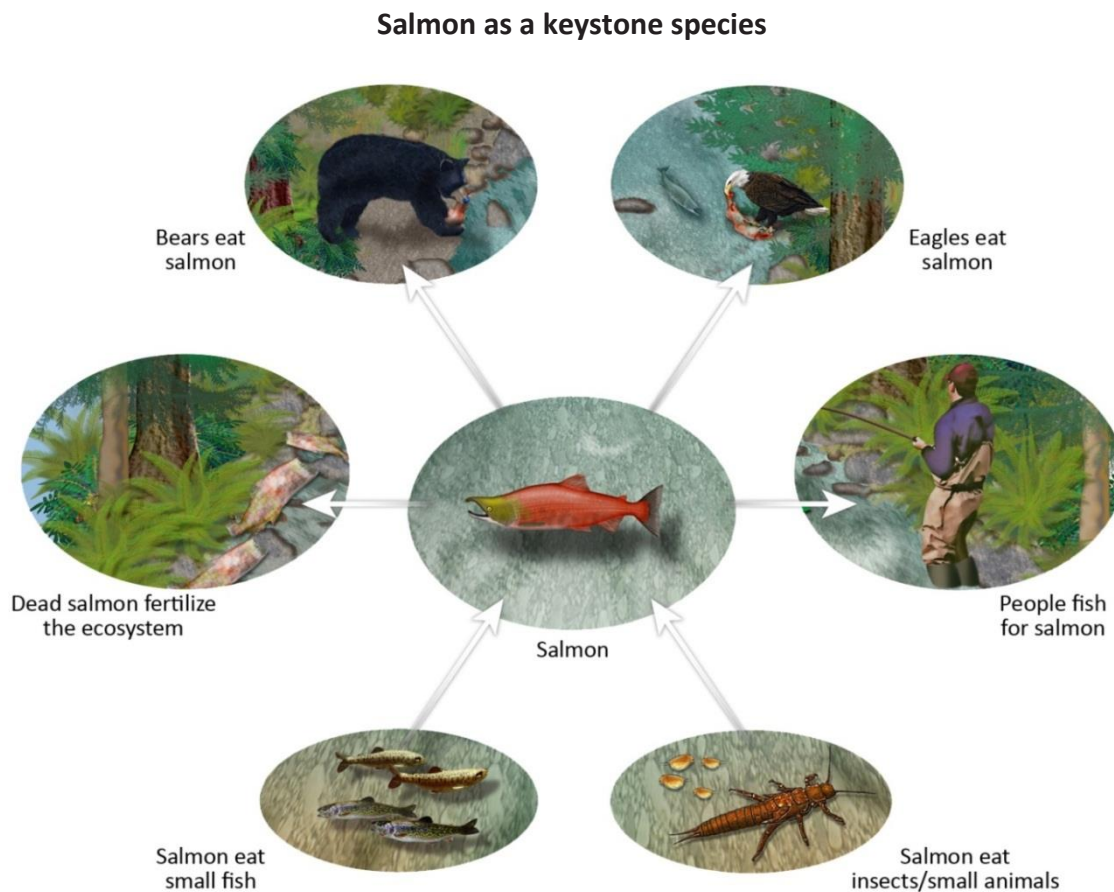 Salmon as a keystone species
Bears eat
salmon
Eagles eat
salmon
Dead salmon fertilize
the ecosystem
Salmon
People fish
for salmon
Salmon eat
small fish
Salmon eat
insects/small animals